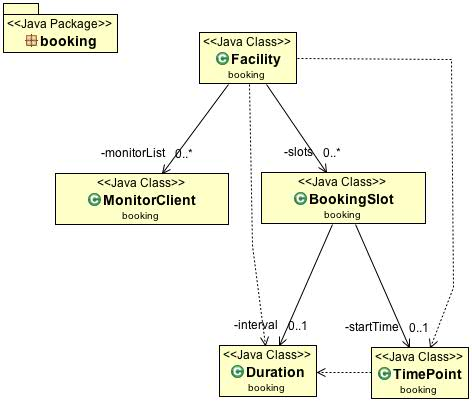 <<Java Package>>
booking
<<Java Class>>
Facility
booking
-monitorList 0..*
-slots 0..*
<<Java Class>>
MonitorClient
booking
<<Java Class>>
BookingSlot
booking
-interval 0..1
-startTime 0..1
<<Java Class>>
Duration
booking
<<Java Class>>
TimePoint
booking